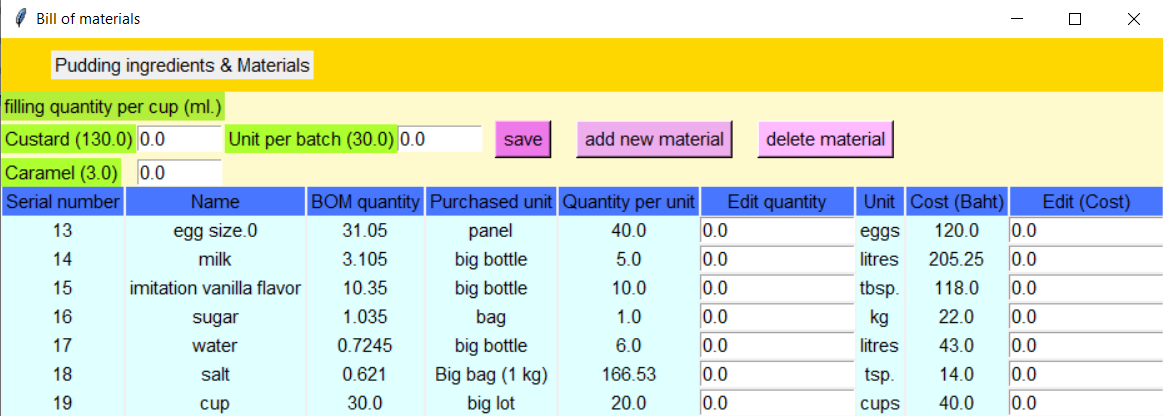 Bill of materials
Pudding ingredients & Materials
filling quantity per cup (ml.)
Custard (130.0) 0.0 Unit per batch (30.0) 0.0 save add new material delete material
Caramel (3.0) 0.0
Serial number Name BOM quantity Purchased unit Quantity per unit Edit quantity Unit Cost (Baht) Edit (Cost)
13 egg size.0 31.05 panel 40.0 0.0 eggs 120.0 0.0
14 milk 3.105 big bottle 5.0 0.0 litres 205.25 0.0
15 imitation vanilla flavor 10.35 big bottle 10.0 0.0 tbsp. 118.0 0.0
16 sugar 1.035 bag 1.0 0.0 kg 22.0 0.0
17 water 0.7245 big bottle 6.0 0.0 litres 43.0 0.0
18 salt 0.621 Big bag (1 kg) 166.53 0.0 tsp. 14.0 0.0
19 cup 30.0 big lot 20.0 0.0 cups 40.0 0.0